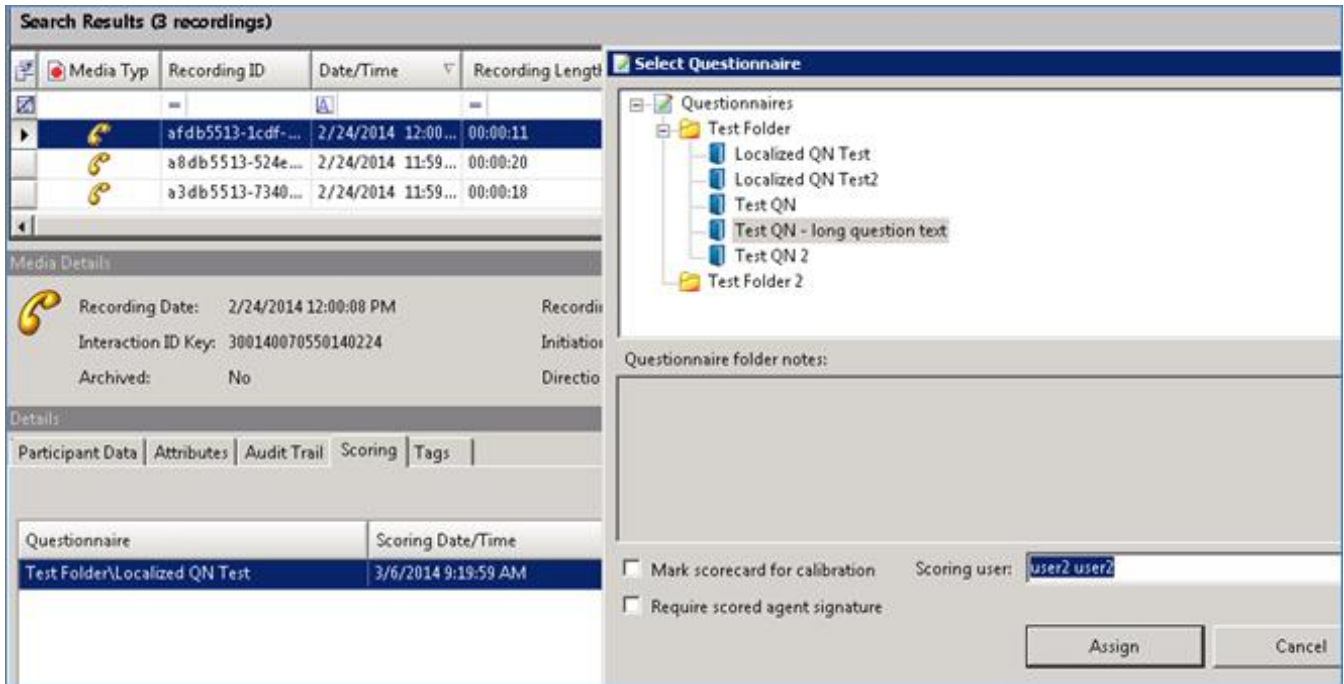 Search Results (3 recordings)
Media Typ Recording ID Date/Time Recording Length
= A =
afdb5513-1cdf-... 2/24/2014 12:00... 00:00:11
a8db5513-524e... 2/24/2014 11:59... 00:00:20
a3db5513-7340... 2/24/2014 11:59... 00:00:18
Media Details
Recording Date: 2/24/2014 12:00:08 PM Recordin
Interaction ID Key: 300140070550140224 Initiation
Archived: No Directio
Details
Participant Data Attributes Audit Trail Scoring Tags
Questionnaire Scoring Date/Time
Test Folder\Localized QN Test 3/6/2014 9:19:59 AM
Select Questionnaire
Questionnaires
Test Folder
Localized QN Test
Localized QN Test2
Test QN
Test QN - long question text
Test QN 2
Test Folder 2
Questionnaire folder notes:
Mark scorecard for calibration Scoring user: user2 user2
Require scored agent signature
Assign Cancel